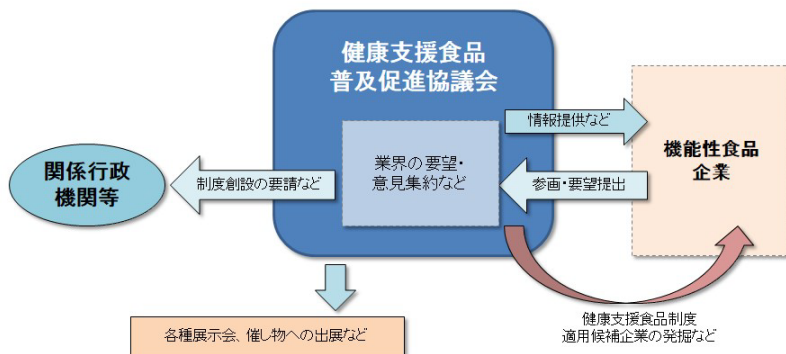 健康支援食品
普及促進協議会
業界の要望・
意見集約など
情報提供など
参画・要望提出
機能性食品
企業
制度創設の要請など
関係行政
機関等
各種展示会、催し物への出展など
健康支援食品制度
適用候補企業の発掘など